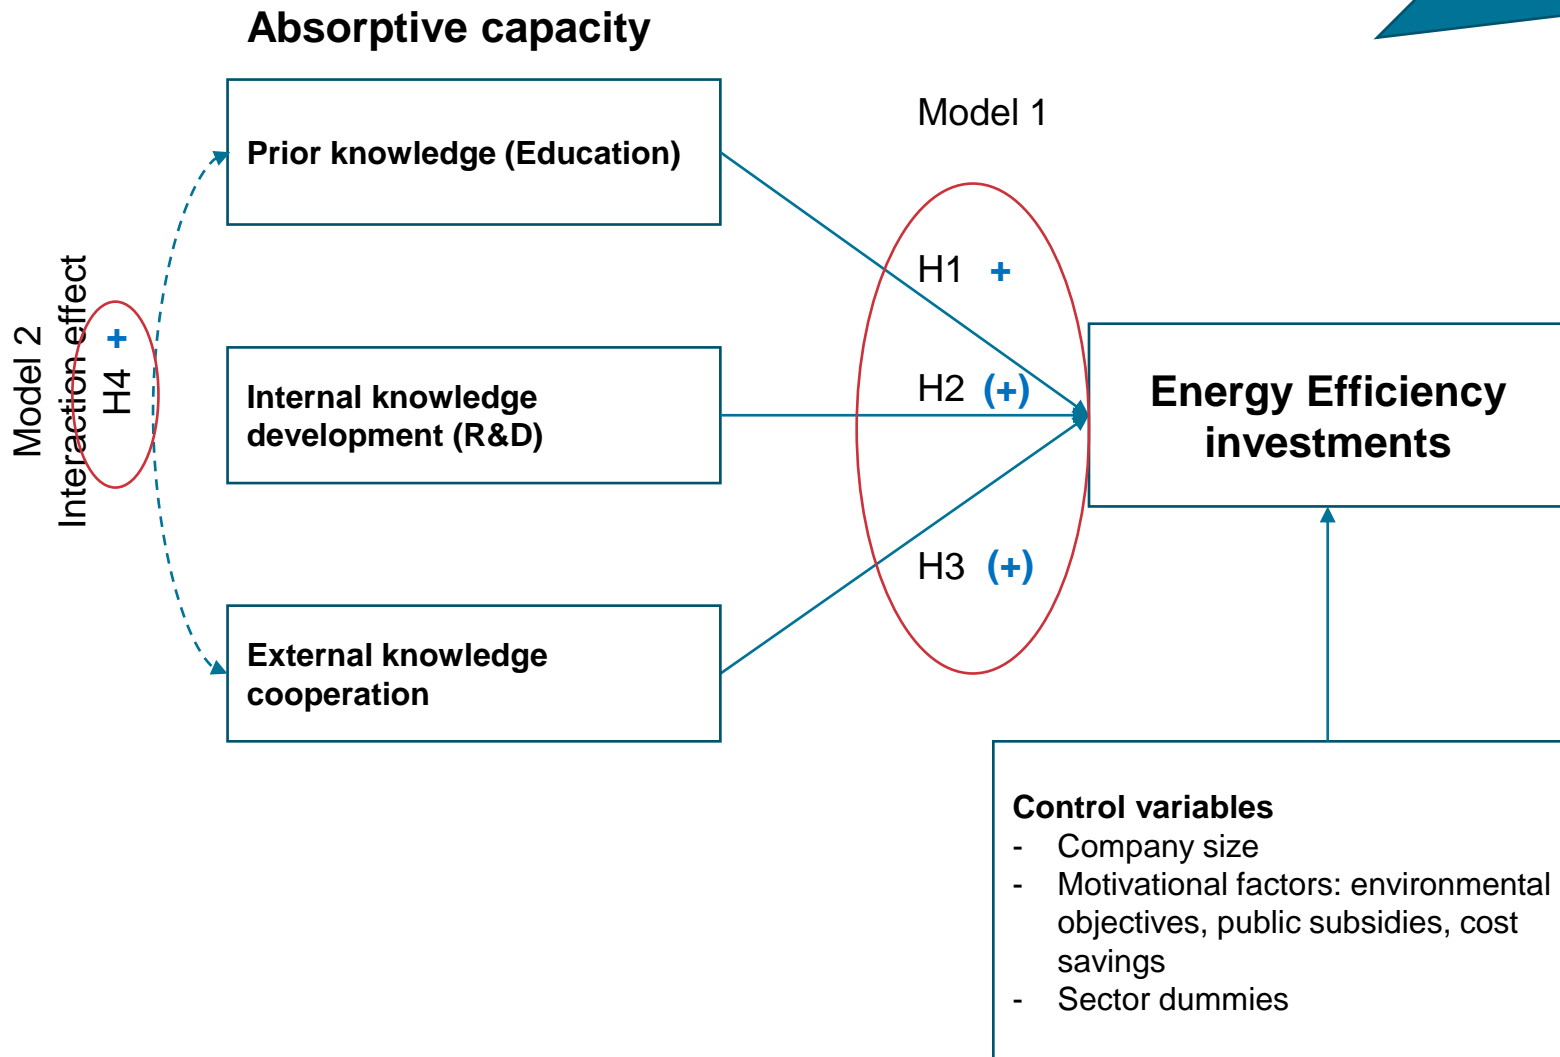 Absorptive capacity
Prior knowledge (Education)
Model 1
H1 +
Model 2
Interaction effect
H4 +
Internal knowledge
development (R&D)
H2 (+)
Energy Efficiency
investments
H3 (+)
External knowledge
cooperation
Control variables
- Company size
- Motivational factors: environmental
objectives, public subsidies, cost
savings
- Sector dummies